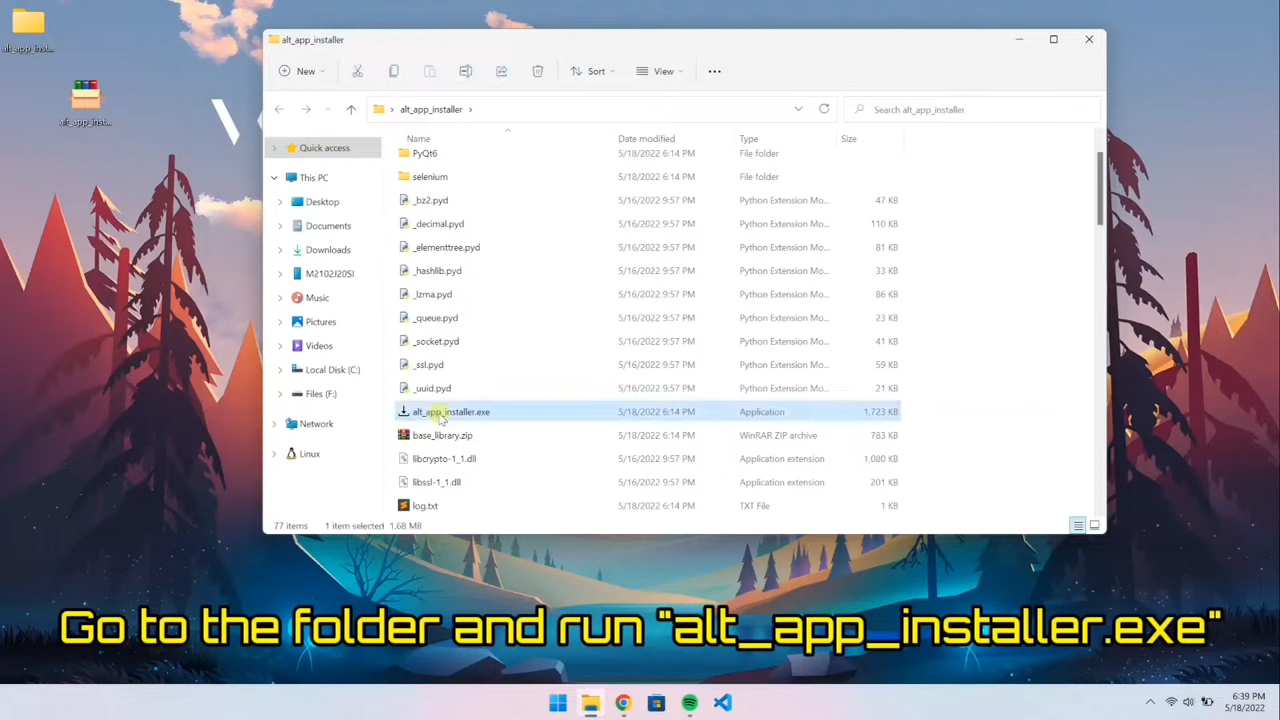 alt_app_instal...
alt_app_inst...
alt_app_installer
New
Sort
View
alt_app_installer
Search alt_app_installer
Quick access
This PC
Desktop
Documents
Downloads
M2102J20SI
Music
Pictures
Videos
Local Disk (C:)
Files (F:)
Network
Linux
Name Date modified Type Size
PyQt6 5/18/2022 6:14 PM File folder
selenium 5/18/2022 6:14 PM File folder
_bz2.pyd 5/16/2022 9:57 PM Python Extension Mo... 47 KB
_decimal.pyd 5/16/2022 9:57 PM Python Extension Mo... 110 KB
_elementtree.pyd 5/16/2022 9:57 PM Python Extension Mo... 81 KB
_hashlib.pyd 5/16/2022 9:57 PM Python Extension Mo... 33 KB
_lzma.pyd 5/16/2022 9:57 PM Python Extension Mo... 86 KB
_queue.pyd 5/16/2022 9:57 PM Python Extension Mo... 23 KB
_socket.pyd 5/16/2022 9:57 PM Python Extension Mo... 41 KB
_ssl.pyd 5/16/2022 9:57 PM Python Extension Mo... 59 KB
_uuid.pyd 5/16/2022 9:57 PM Python Extension Mo... 21 KB
alt_app_installer.exe 5/18/2022 6:14 PM Application 1,723 KB
base_library.zip 5/18/2022 6:14 PM WinRAR ZIP archive 783 KB
libcrypto-1_1.dll 5/16/2022 9:57 PM Application extension 1,080 KB
libssl-1_1.dll 5/16/2022 9:57 PM Application extension 201 KB
log.txt 5/18/2022 6:14 PM TXT File 1 KB
77 items 1 item selected 1.68 MB
Go to the folder and run "alt_app_installer.exe"
6:39 PM
5/18/2022